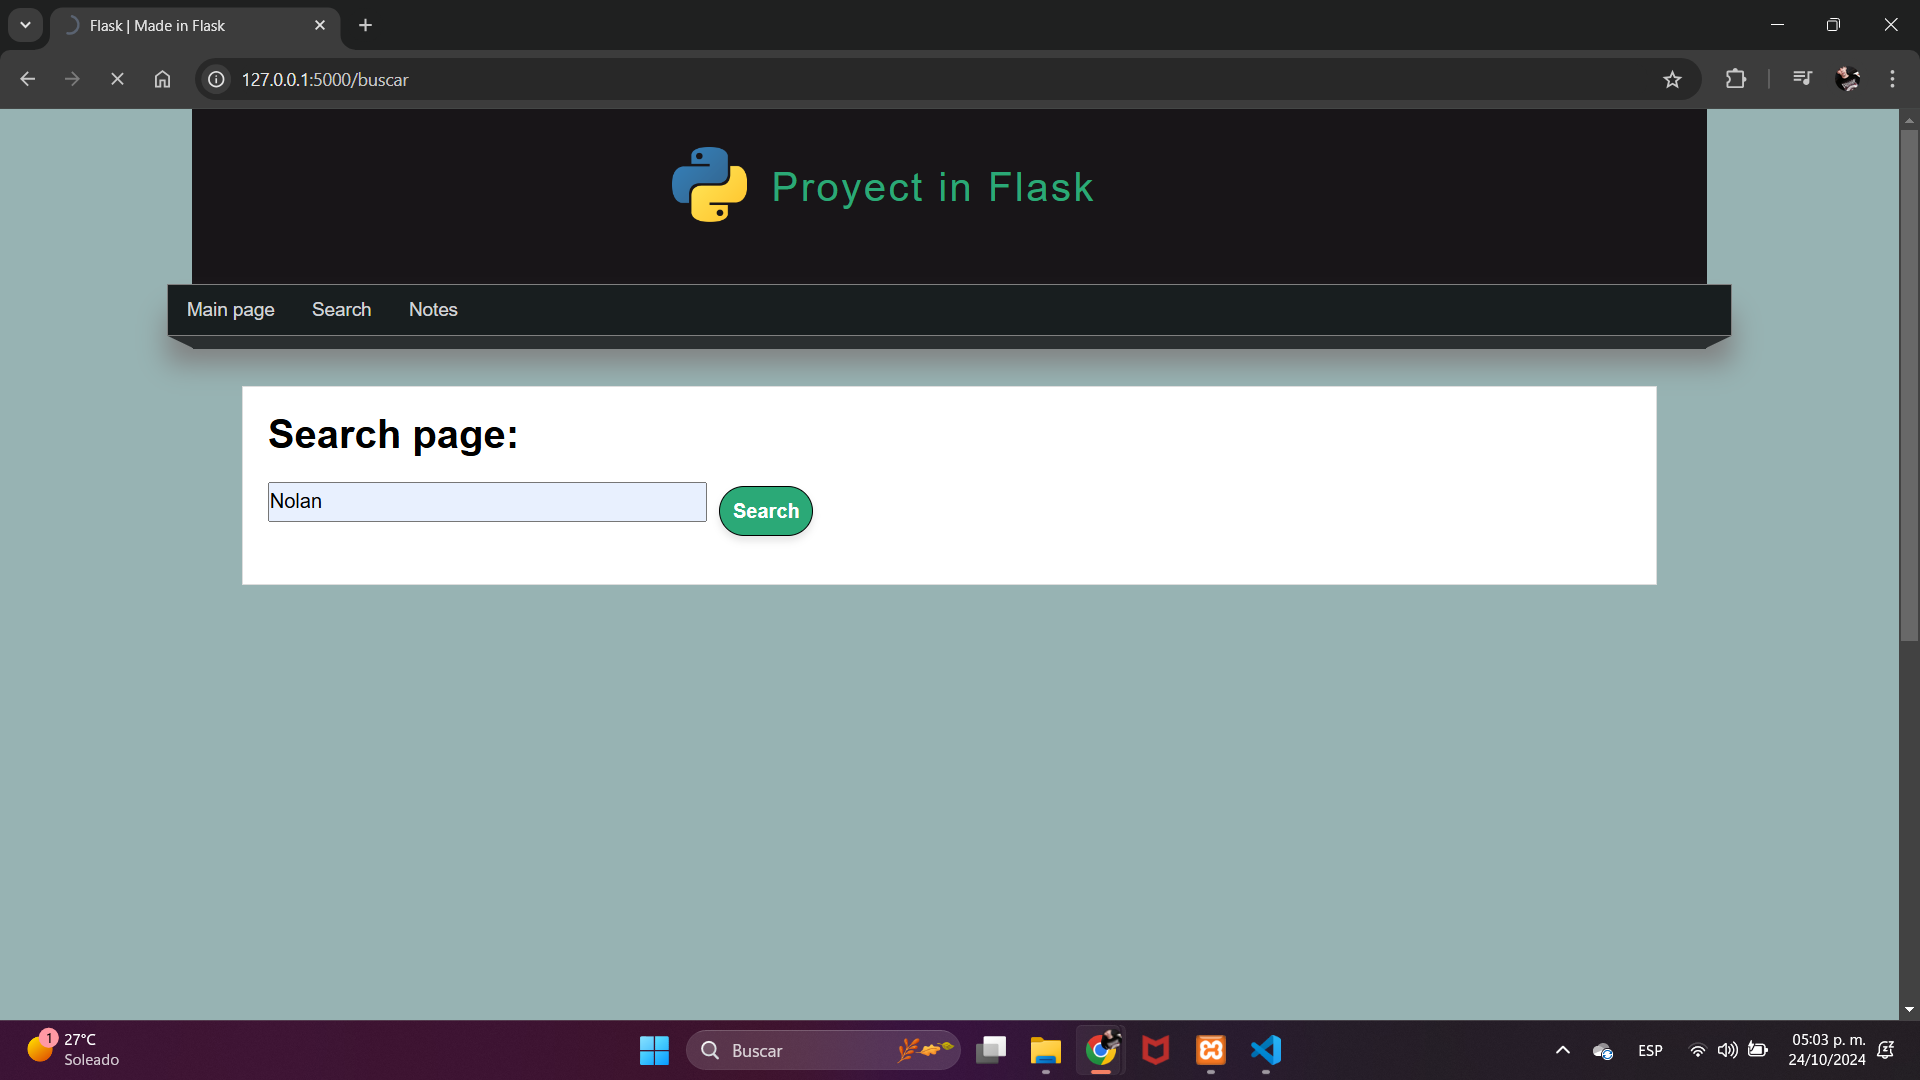 Flask | Made in Flask
127.0.0.1:5000/buscar
Proyect in Flask
Main page Search Notes
Search page:
Nolan Search
1 27°C
Soleado
Buscar
ESP
05:03 p. m.
24/10/2024